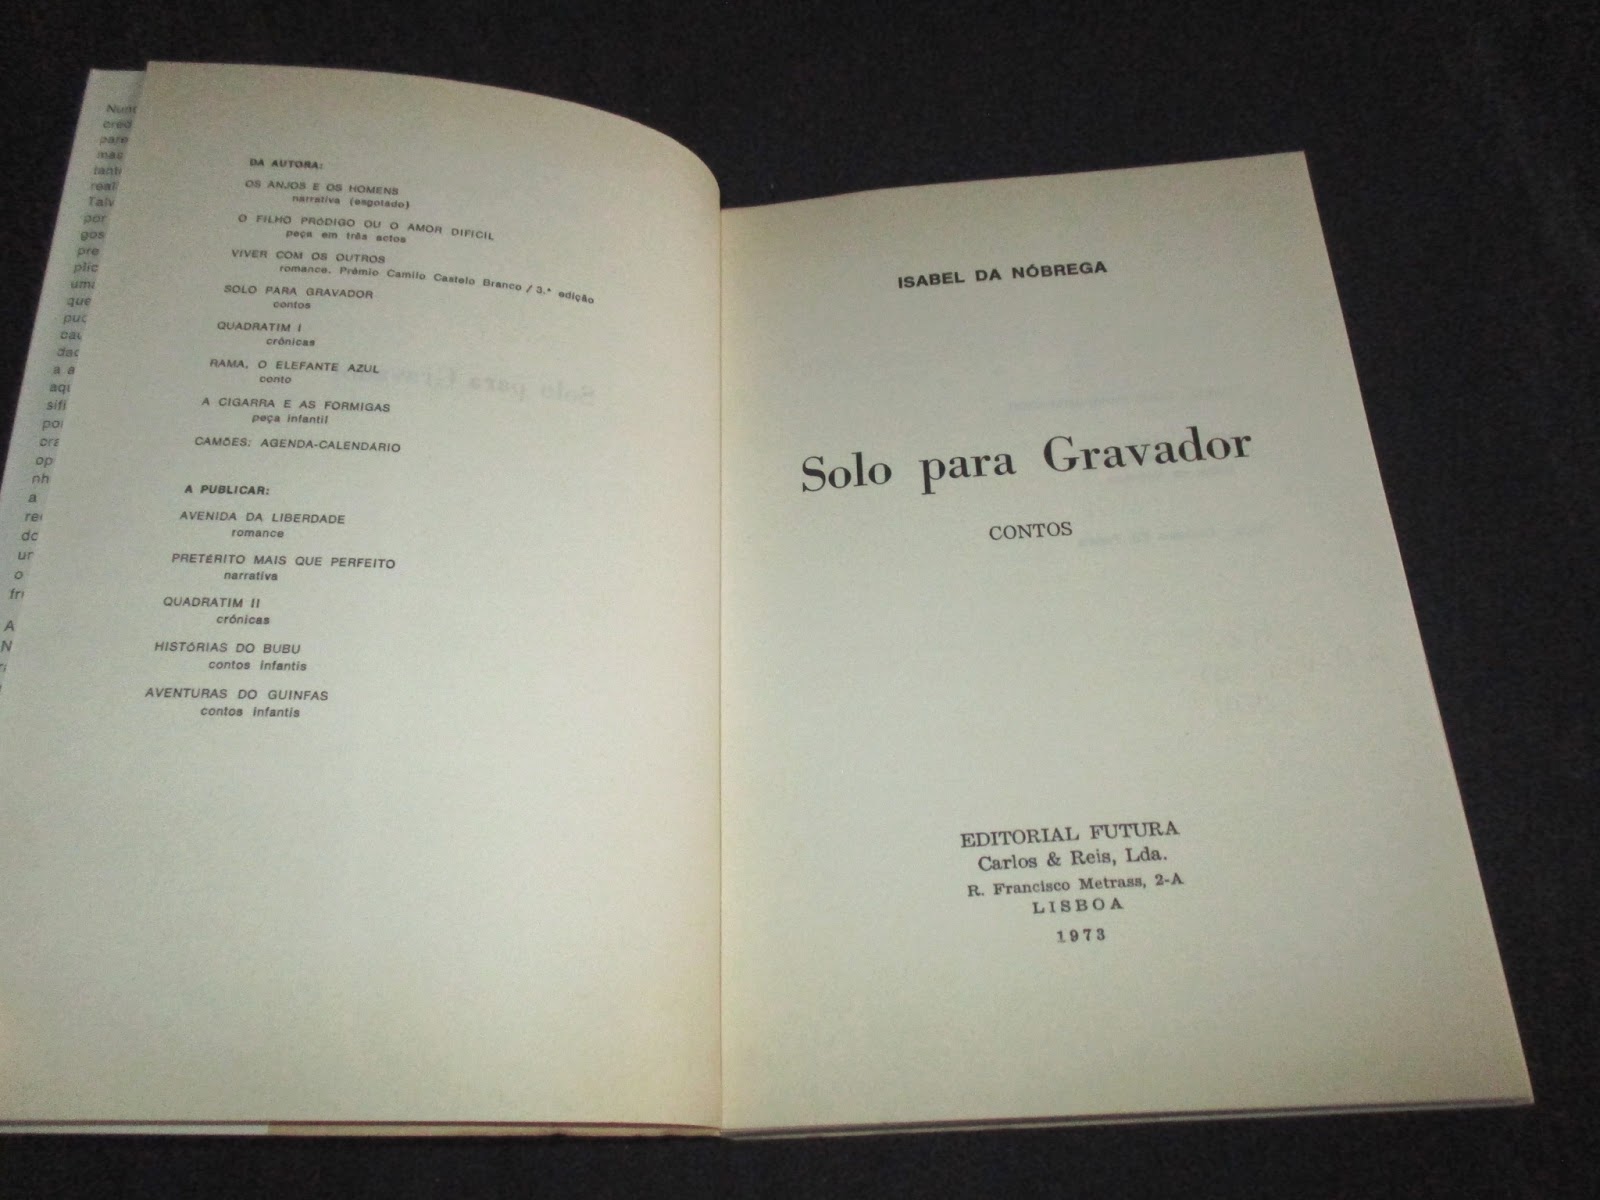 DA AUTORA:
OS ANJOS E OS HOMENS
narrativa (esgotado)
O FILHO PRÓDIGO OU O AMOR DIFICIL
peça em três actos
VIVER COM OS OUTROS
romance. Prémio Camilo Castelo Branco / 3.ª edição
SOLO PARA GRAVADOR
contos
QUADRATIM I
crónicas
RAMA, O ELEFANTE AZUL
conto
A CIGARRA E AS FORMIGAS
peça infantil
CAMÕES: AGENDA-CALENDÁRIO
A PUBLICAR:
AVENIDA DA LIBERDADE
romance
PRETÉRITO MAIS QUE PERFEITO
narrativa
QUADRATIM II
crónicas
HISTÓRIAS DO BUBU
contos infantis
AVENTURAS DO GUINFAS
contos infantis
ISABEL DA NÓBREGA
Solo para Gravador
CONTOS
EDITORIAL FUTURA
Carlos & Reis, Lda.
R. Francisco Metrass, 2-A
LISBOA
1973